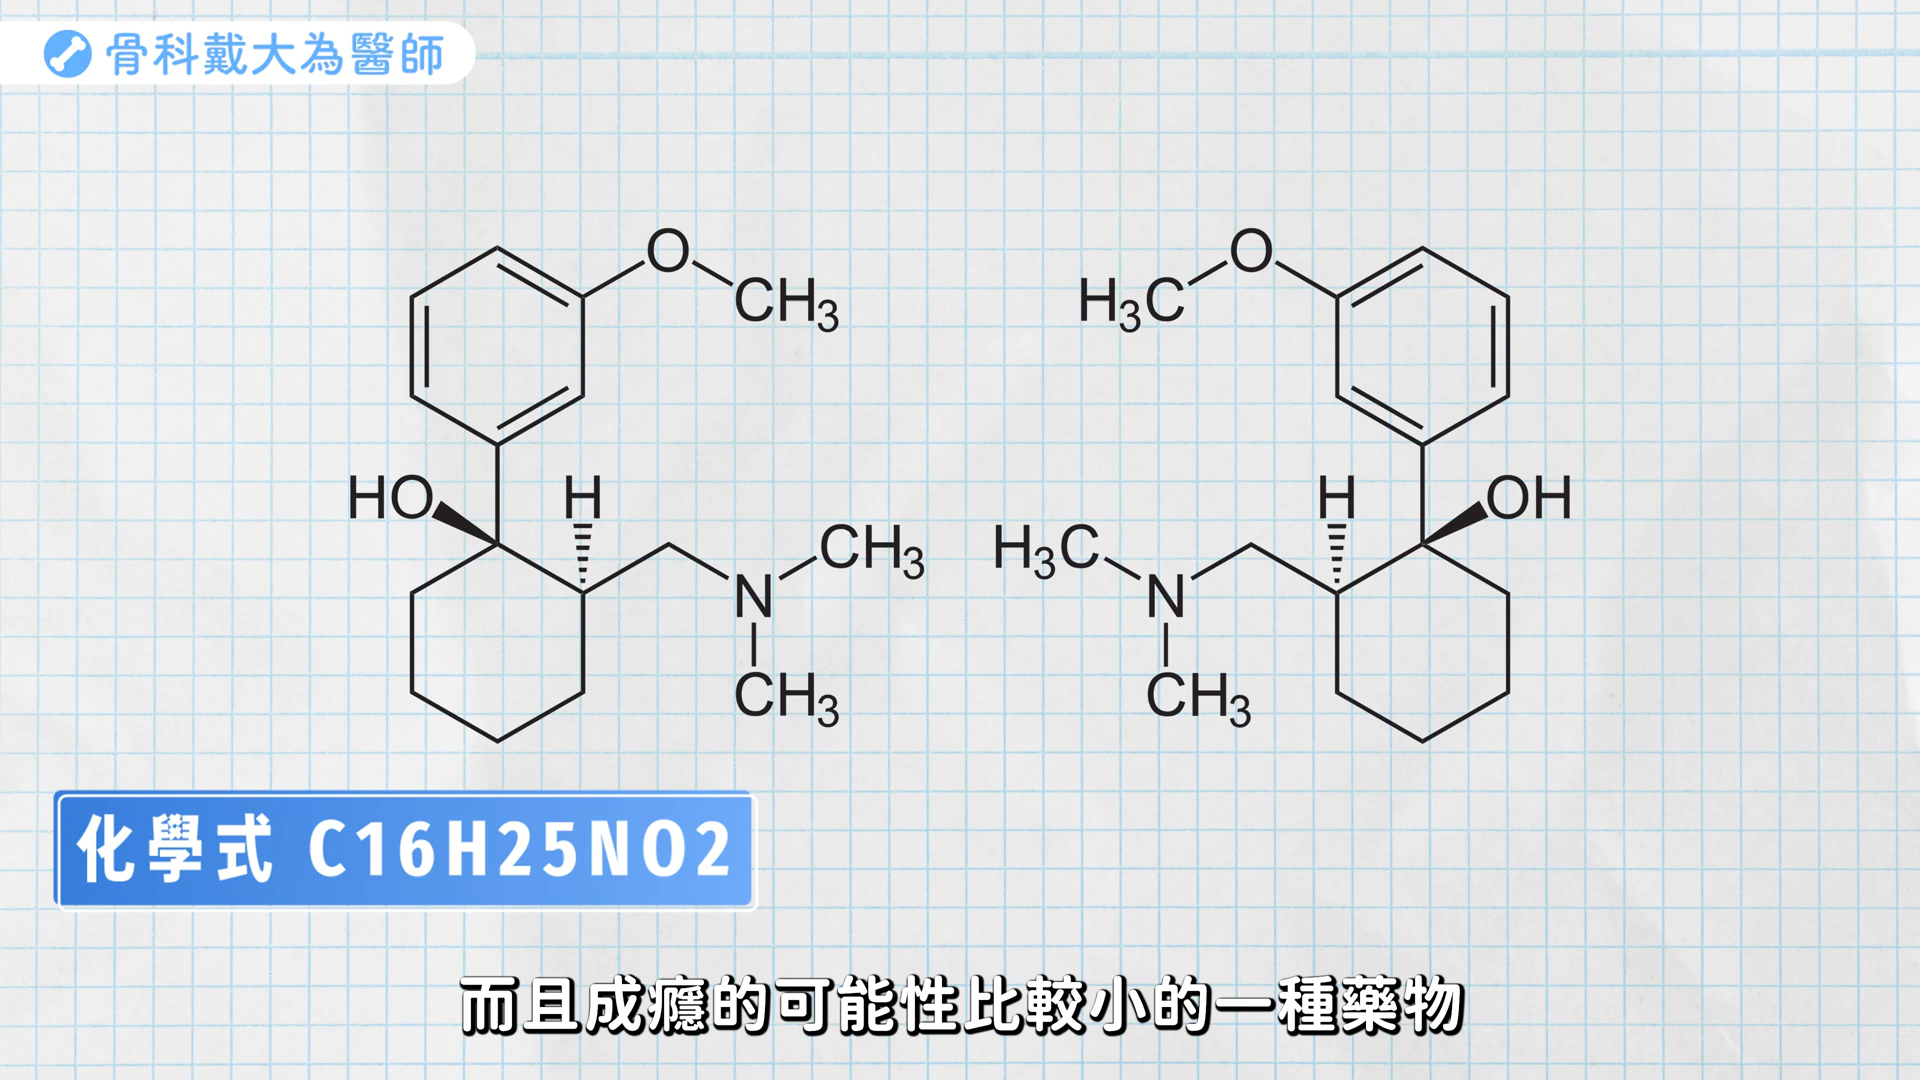 骨科戴大為醫師
O O
CH3 H3C
HO H H OH
CH3 H3C
N N
CH3 CH3
化學式 C16H25NO2
而且成癮的可能性比較小的一種藥物